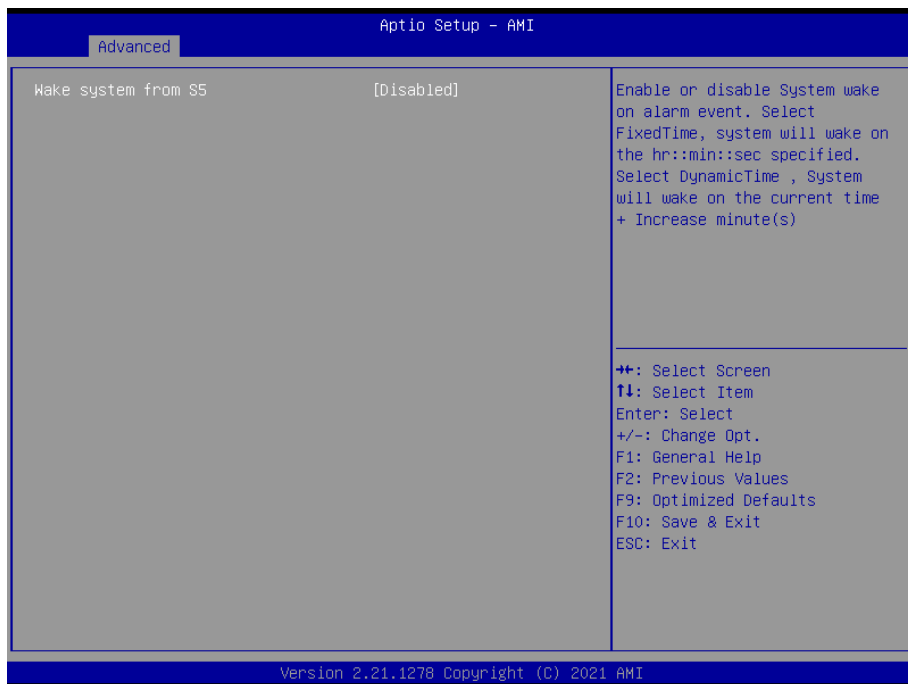 Aptio Setup – AMI
Advanced
Wake system from S5 [Disabled]
Enable or disable System wake
on alarm event. Select
FixedTime, system will wake on
the hr::min::sec specified.
Select DynamicTime , System
will wake on the current time
+ Increase minute(s)
→←: Select Screen
↑↓: Select Item
Enter: Select
+/-: Change Opt.
F1: General Help
F2: Previous Values
F9: Optimized Defaults
F10: Save & Exit
ESC: Exit
Version 2.21.1278 Copyright (C) 2021 AMI